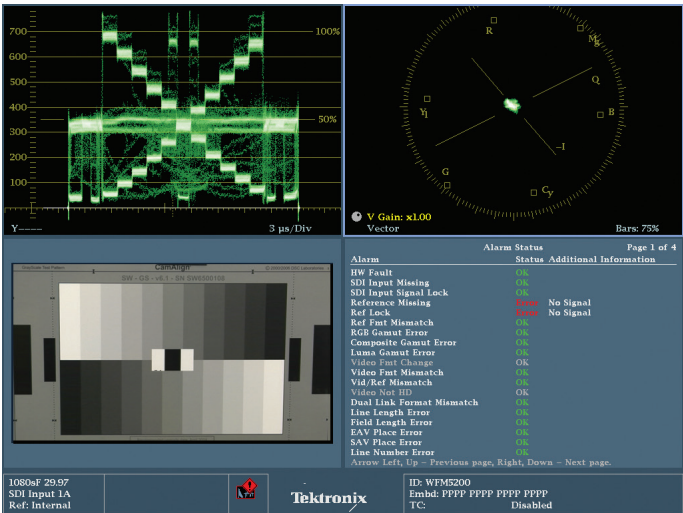 700
600
500
400
300
200
100
100%
50%
Y----
3 µs/Div
R
Mg
Q
B
-I
Cy
G
Yl
V Gain: x1.00
Vector
Bars: 75%
CamAlign
SW - GS - v6.1 - SN SW6500106
Alarm Status
Page 1 of 4
Alarm Status Additional Information
HW Fault OK
SDI Input Missing OK
SDI Input Signal Lock OK
Reference Missing No Signal
Ref Lock No Signal
Ref Fmt Mismatch OK
RGB Gamut Error OK
Composite Gamut Error OK
Luma Gamut Error OK
Video Fmt Change OK
Video Fmt Mismatch OK
Vid/Ref Mismatch OK
Video Not HD OK
Dual Link Format Mismatch OK
Line Length Error OK
Field Length Error OK
EAV Place Error OK
SAV Place Error OK
Line Number Error OK
Arrow Left, Up - Previous page, Right, Down - Next page.
1080sF 29.97
SDI Input 1A
Ref: Internal
Tektronix
ID: WFM5200
Embd: PPPP PPPP PPPP PPPP
TC: Disabled